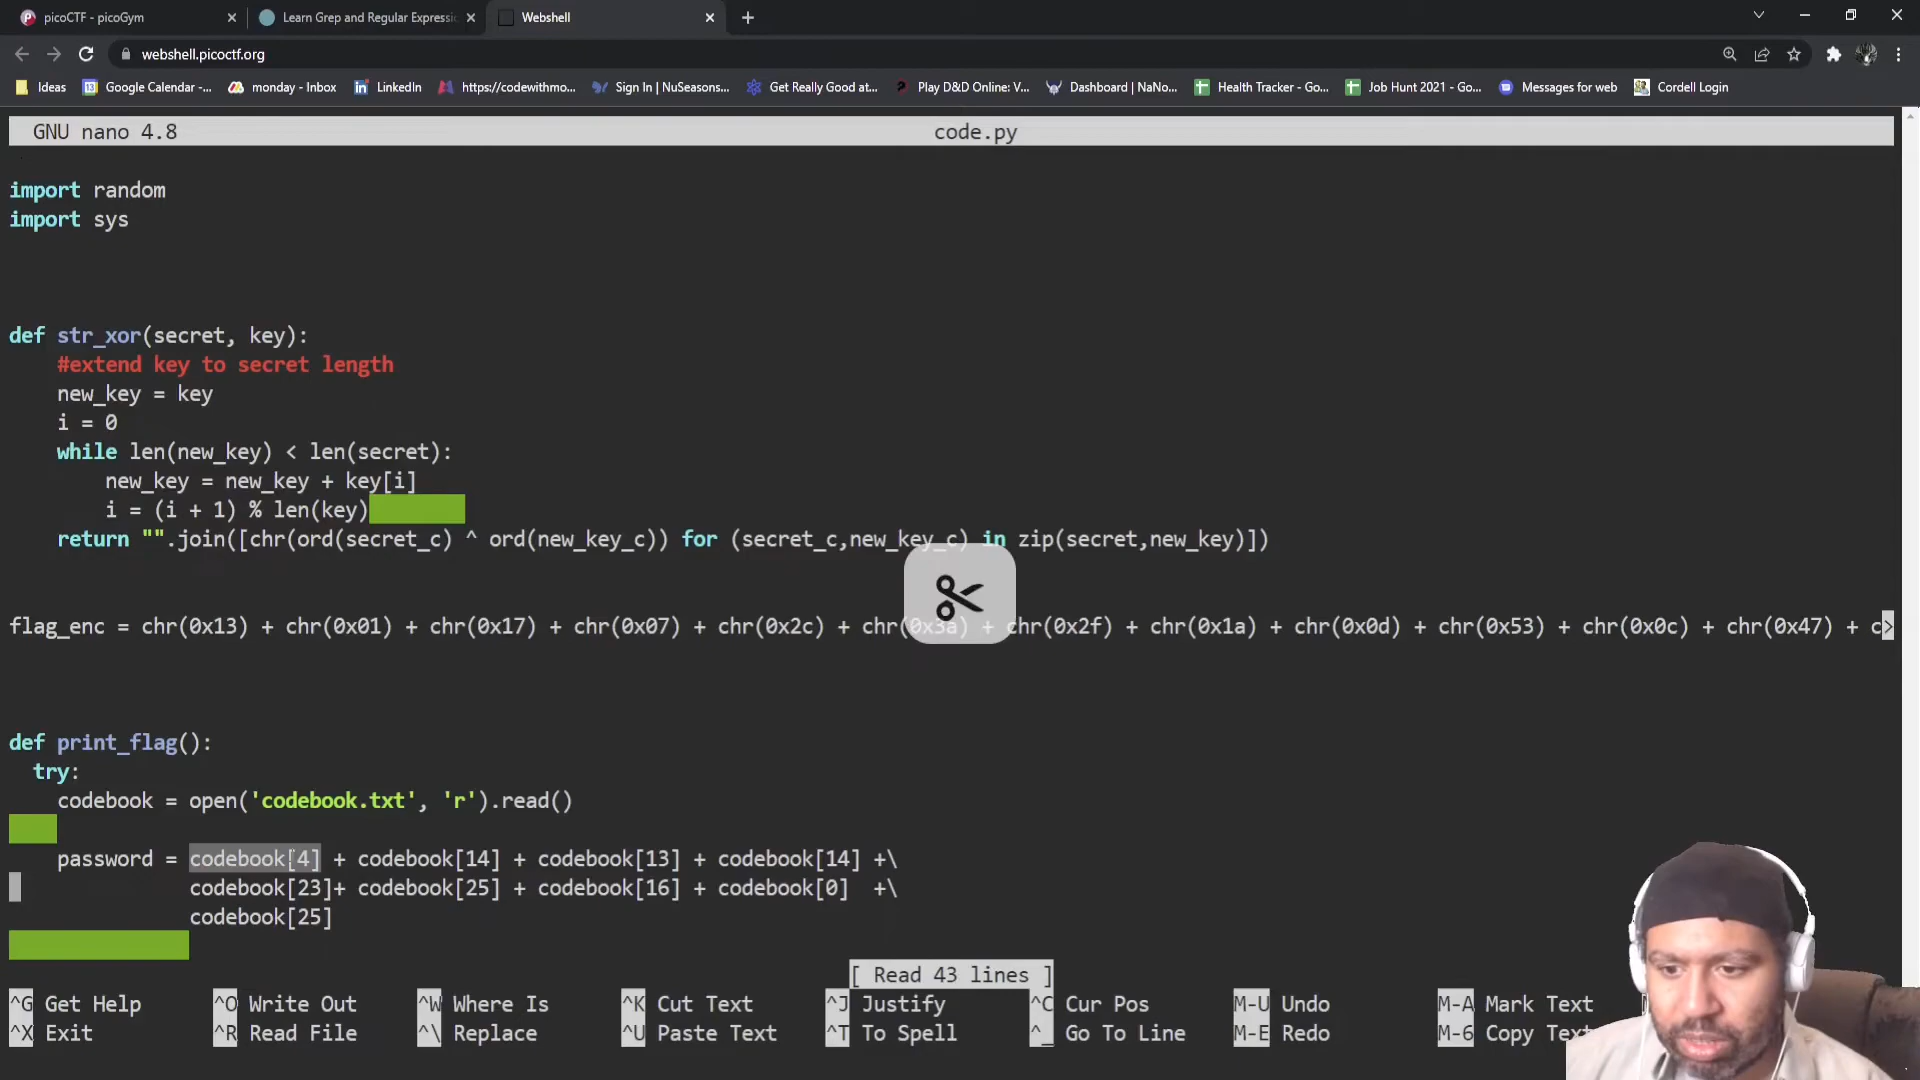 picoCTF - picoGym
Learn Grep and Regular Expressi
Webshell
webshell.picoctf.org
Ideas
Google Calendar -...
monday - Inbox
LinkedIn
https://codewithmo...
Sign In | NuSeasons...
Get Really Good at...
Play D&D Online: V...
Dashboard | NaNo...
Health Tracker - Go...
Job Hunt 2021 - Go...
Messages for web
Cordell Login
GNU nano 4.8 code.py
import random
import sys
def str_xor(secret, key):
#extend key to secret length
new_key = key
i = 0
while len(new_key) < len(secret):
new_key = new_key + key[i]
i = (i + 1) % len(key)
return "".join([chr(ord(secret_c) ^ ord(new_key_c)) for (secret_c,new_key_c) in zip(secret,new_key)])
flag_enc = chr(0x13) + chr(0x01) + chr(0x17) + chr(0x07) + chr(0x2c) + chr(0x3a) + chr(0x2f) + chr(0x1a) + chr(0x0d) + chr(0x53) + chr(0x0c) + chr(0x47) + c>
def print_flag():
try:
codebook = open('codebook.txt', 'r').read()
password = codebook[4] + codebook[14] + codebook[13] + codebook[14] +\
codebook[23]+ codebook[25] + codebook[16] + codebook[0] +\
codebook[25]
[ Read 43 lines ]
^G Get Help ^O Write Out ^W Where Is ^K Cut Text ^J Justify ^C Cur Pos M-U Undo M-A Mark Text
^X Exit ^R Read File ^\ Replace ^U Paste Text ^T To Spell ^_ Go To Line M-E Redo M-6 Copy Text